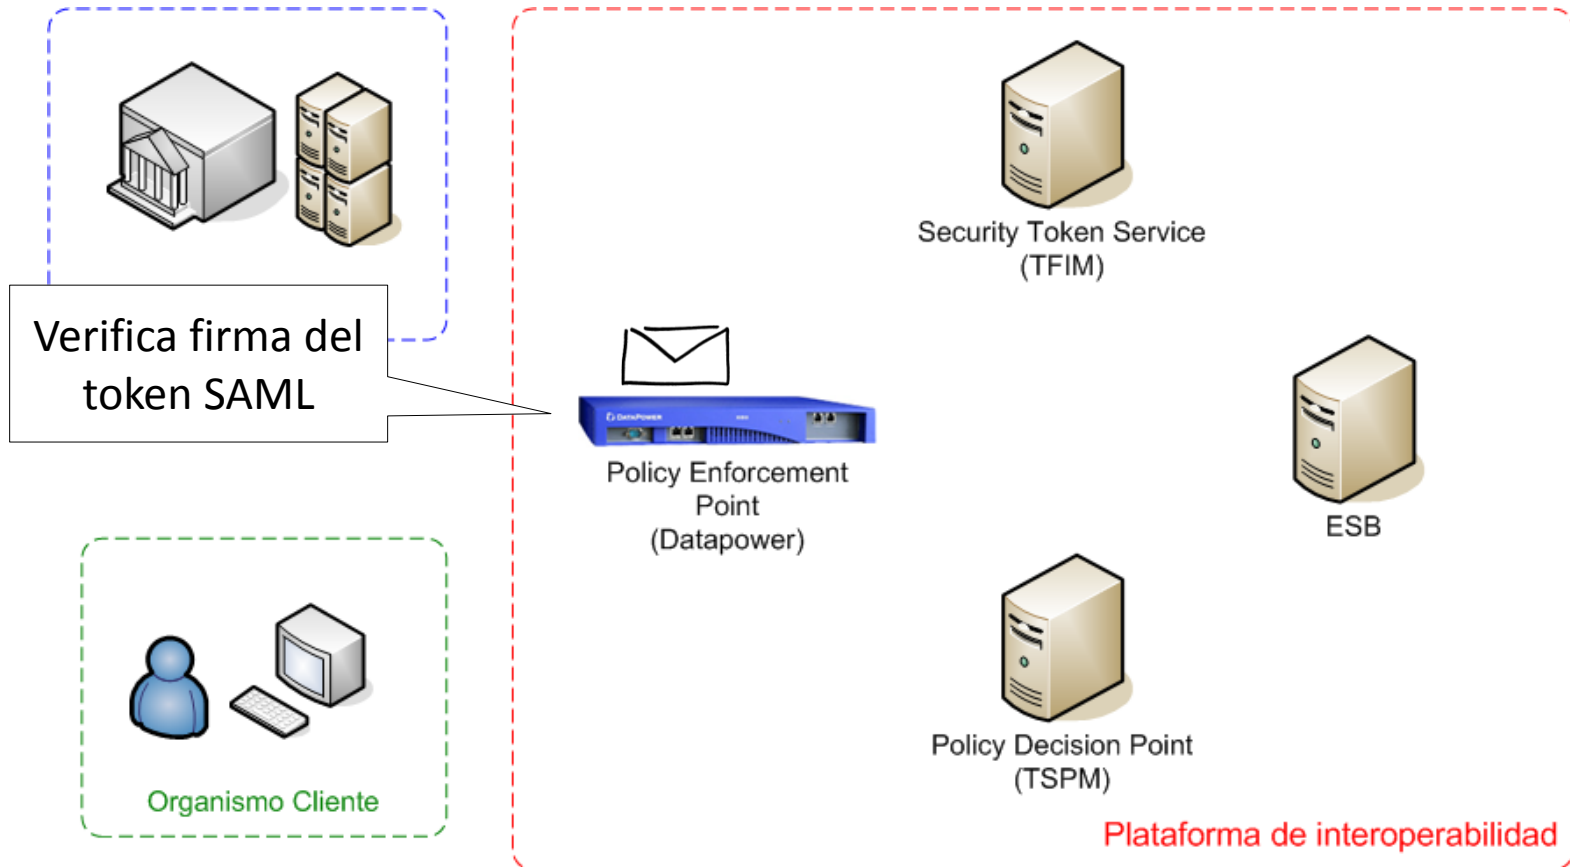 Security Token Service
(TFIM)
Verifica firma del
token SAML
DATAPOWER
Policy Enforcement
Point
(Datapower)
ESB
Policy Decision Point
(TSPM)
Organismo Cliente
Plataforma de interoperabilidad